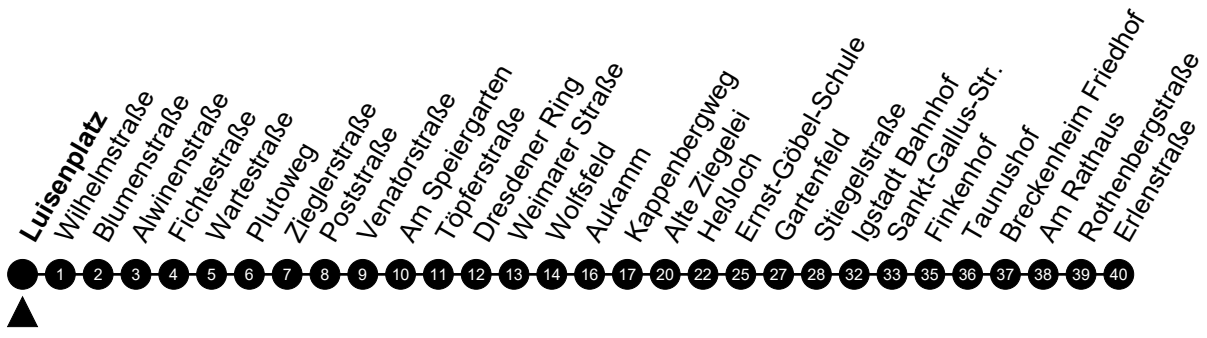 Luisenplatz
Wilhelmstraße
Blumenstraße
Alwinenstraße
Fichtestraße
Wartestraße
Plutoweg
Zieglerstraße
Poststraße
Venatorstraße
Am Speiergarten
Töpferstraße
Dresdener Ring
Weimarer Straße
Wolfsfeld
Aukamm
Kappenbergweg
Alte Ziegelei
Heßloch
Ernst-Göbel-Schule
Gartenfeld
Stiegelstraße
Igstadt Bahnhof
Sankt-Gallus-Str.
Finkenhof
Taunushof
Breckenheim Friedhof
Am Rathaus
Rothenbergstraße
Erlenstraße
1 2 3 4 5 6 7 8 9 10 11 12 13 14 16 17 20 22 25 27 28 32 33 35 36 37 38 39 40